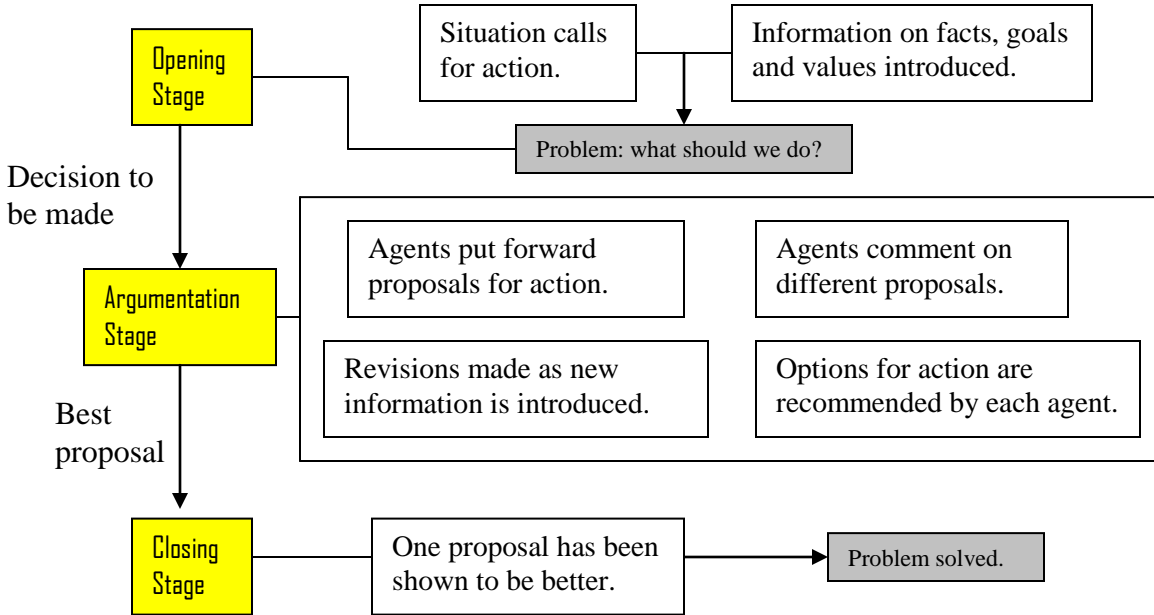 Opening
Stage
Situation calls
for action.
Information on facts, goals
and values introduced.
Problem: what should we do?
Decision to
be made
Argumentation
Stage
Agents put forward
proposals for action.
Agents comment on
different proposals.
Revisions made as new
information is introduced.
Options for action are
recommended by each agent.
Best
proposal
Closing
Stage
One proposal has been
shown to be better.
Problem solved.